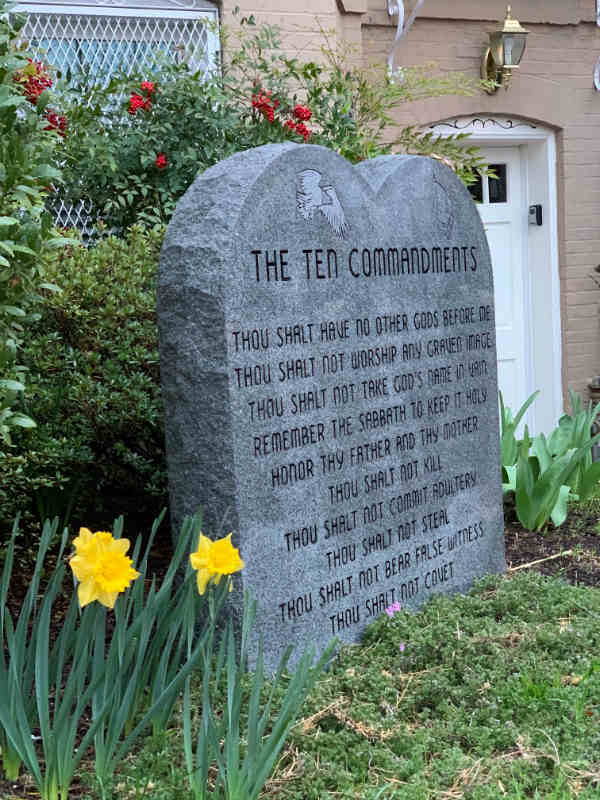 THE TEN COMMANDMENTS
THOU SHALT HAVE NO OTHER GODS BEFORE ME
THOU SHALT NOT WORSHIP ANY GRAVEN IMAGE
THOU SHALT NOT TAKE GOD'S NAME IN VAIN
REMEMBER THE SABBATH TO KEEP IT HOLY
HONOR THY FATHER AND THY MOTHER
THOU SHALT NOT KILL
THOU SHALT NOT COMMIT ADULTERY
THOU SHALT NOT STEAL
THOU SHALT NOT BEAR FALSE WITNESS
THOU SHALT NOT COVET